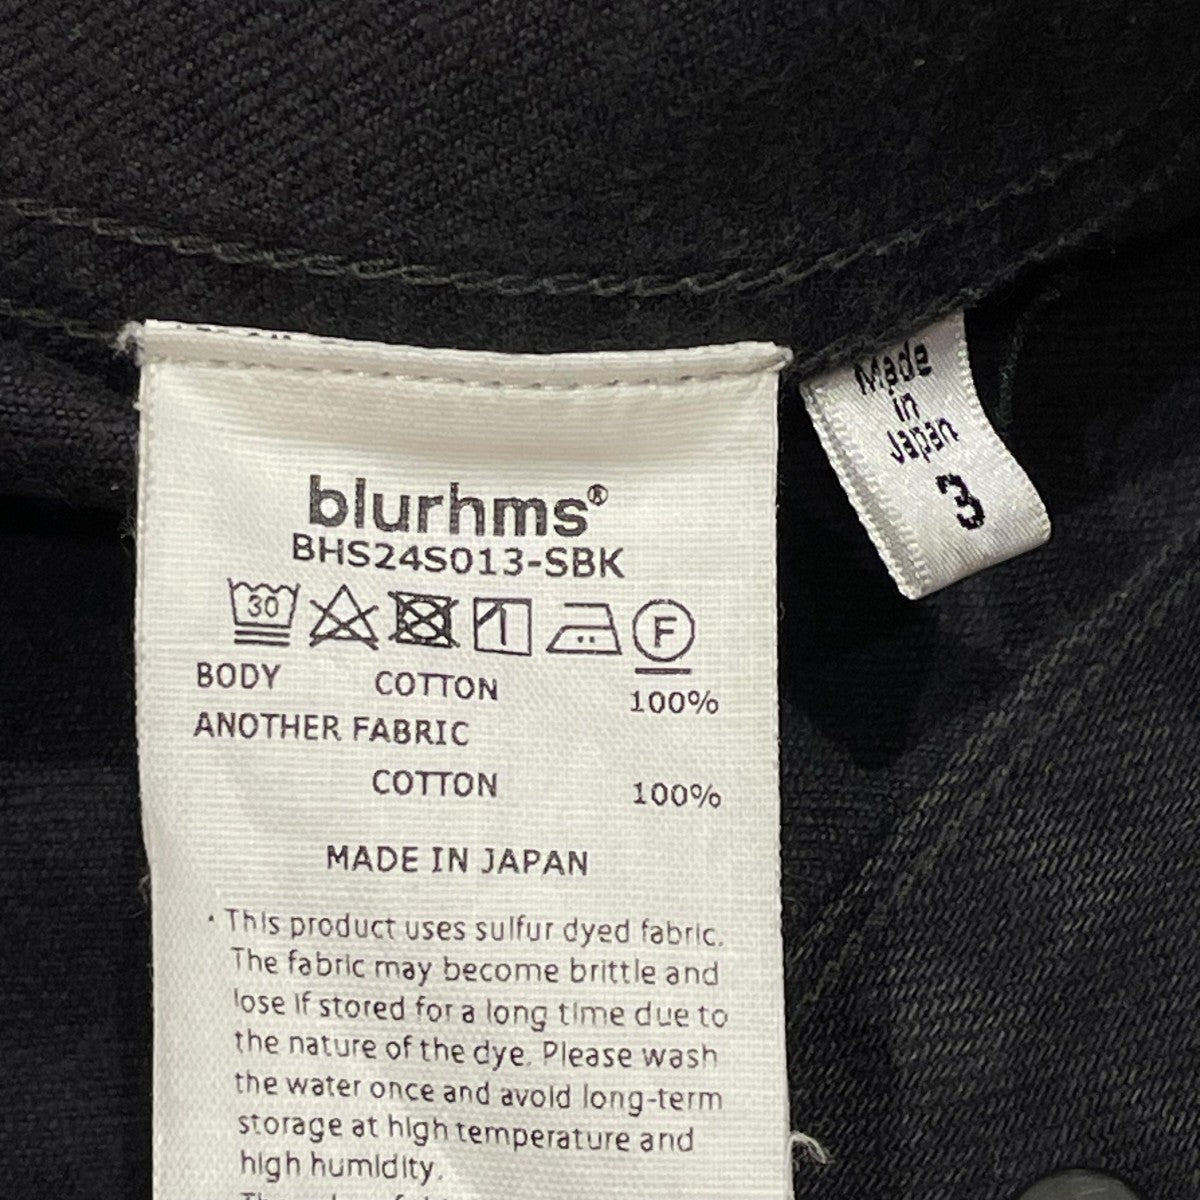 blurhms®
BHS24S013-SBK
30
F
BODY COTTON 100%
ANOTHER FABRIC
COTTON 100%
MADE IN JAPAN
• This product uses sulfur dyed fabric.
The fabric may become brittle and
lose if stored for a long time due to
the nature of the dye. Please wash
the water once and avoid long-term
storage at high temperature and
high humidity.
Made
in
Japan
3